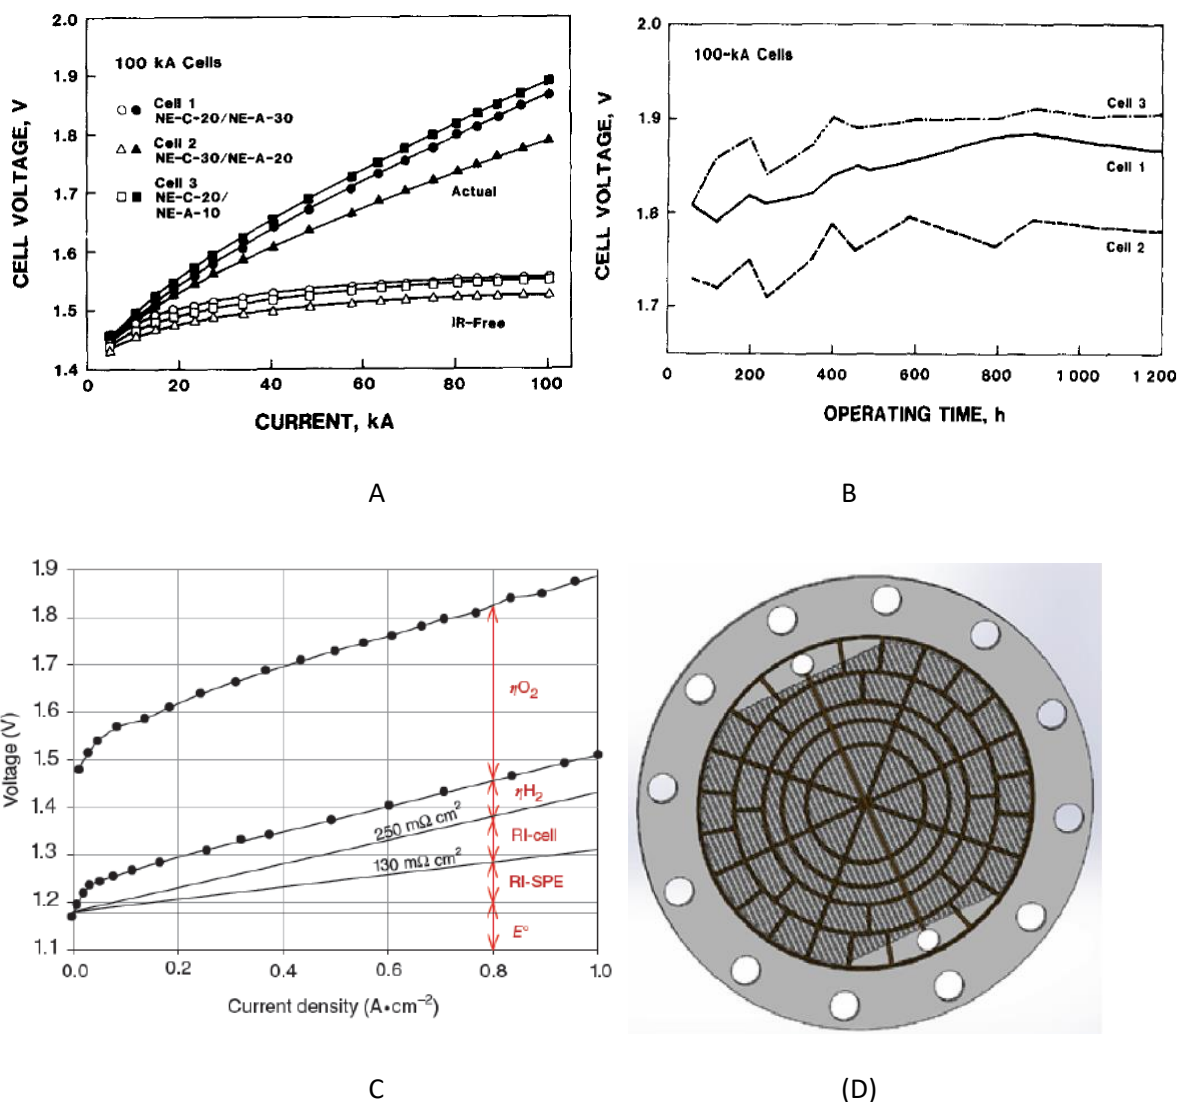 2.0
1.9
1.8
1.7
1.6
1.5
1.4
CELL VOLTAGE, V
100 kA Cells
Cell 1
NE-C-20/NE-A-30
Cell 2
NE-C-30/NE-A-20
Cell 3
NE-C-20/
NE-A-10
Actual
IR-Free
0 20 40 60 80 100
CURRENT, kA
A
2.0
1.9
1.8
1.7
CELL VOLTAGE, V
100-kA Cells
Cell 3
Cell 1
Cell 2
0 200 400 600 800 1 000 1 200
OPERATING TIME, h
B
1.9
1.8
1.7
1.6
1.5
1.4
1.3
1.2
1.1
Voltage (V)
ηO₂
ηH₂
250 mΩ cm²
RI-cell
130 mΩ cm²
RI-SPE
E°
0.0 0.2 0.4 0.6 0.8 1.0
Current density (A•cm⁻²)
C
(D)